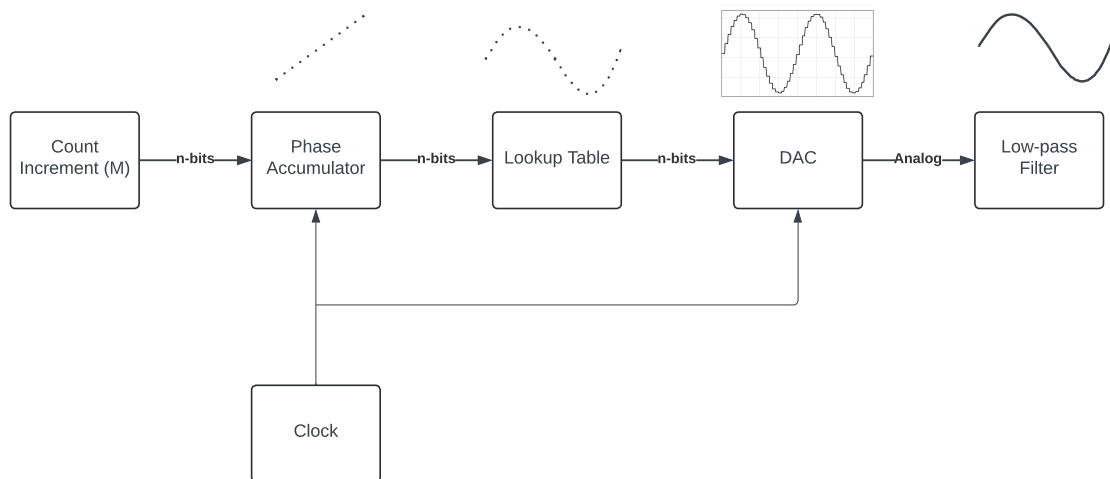 Count
Increment (M)
n-bits
Phase
Accumulator
n-bits
Lookup Table
n-bits
DAC
Analog
Low-pass
Filter
Clock